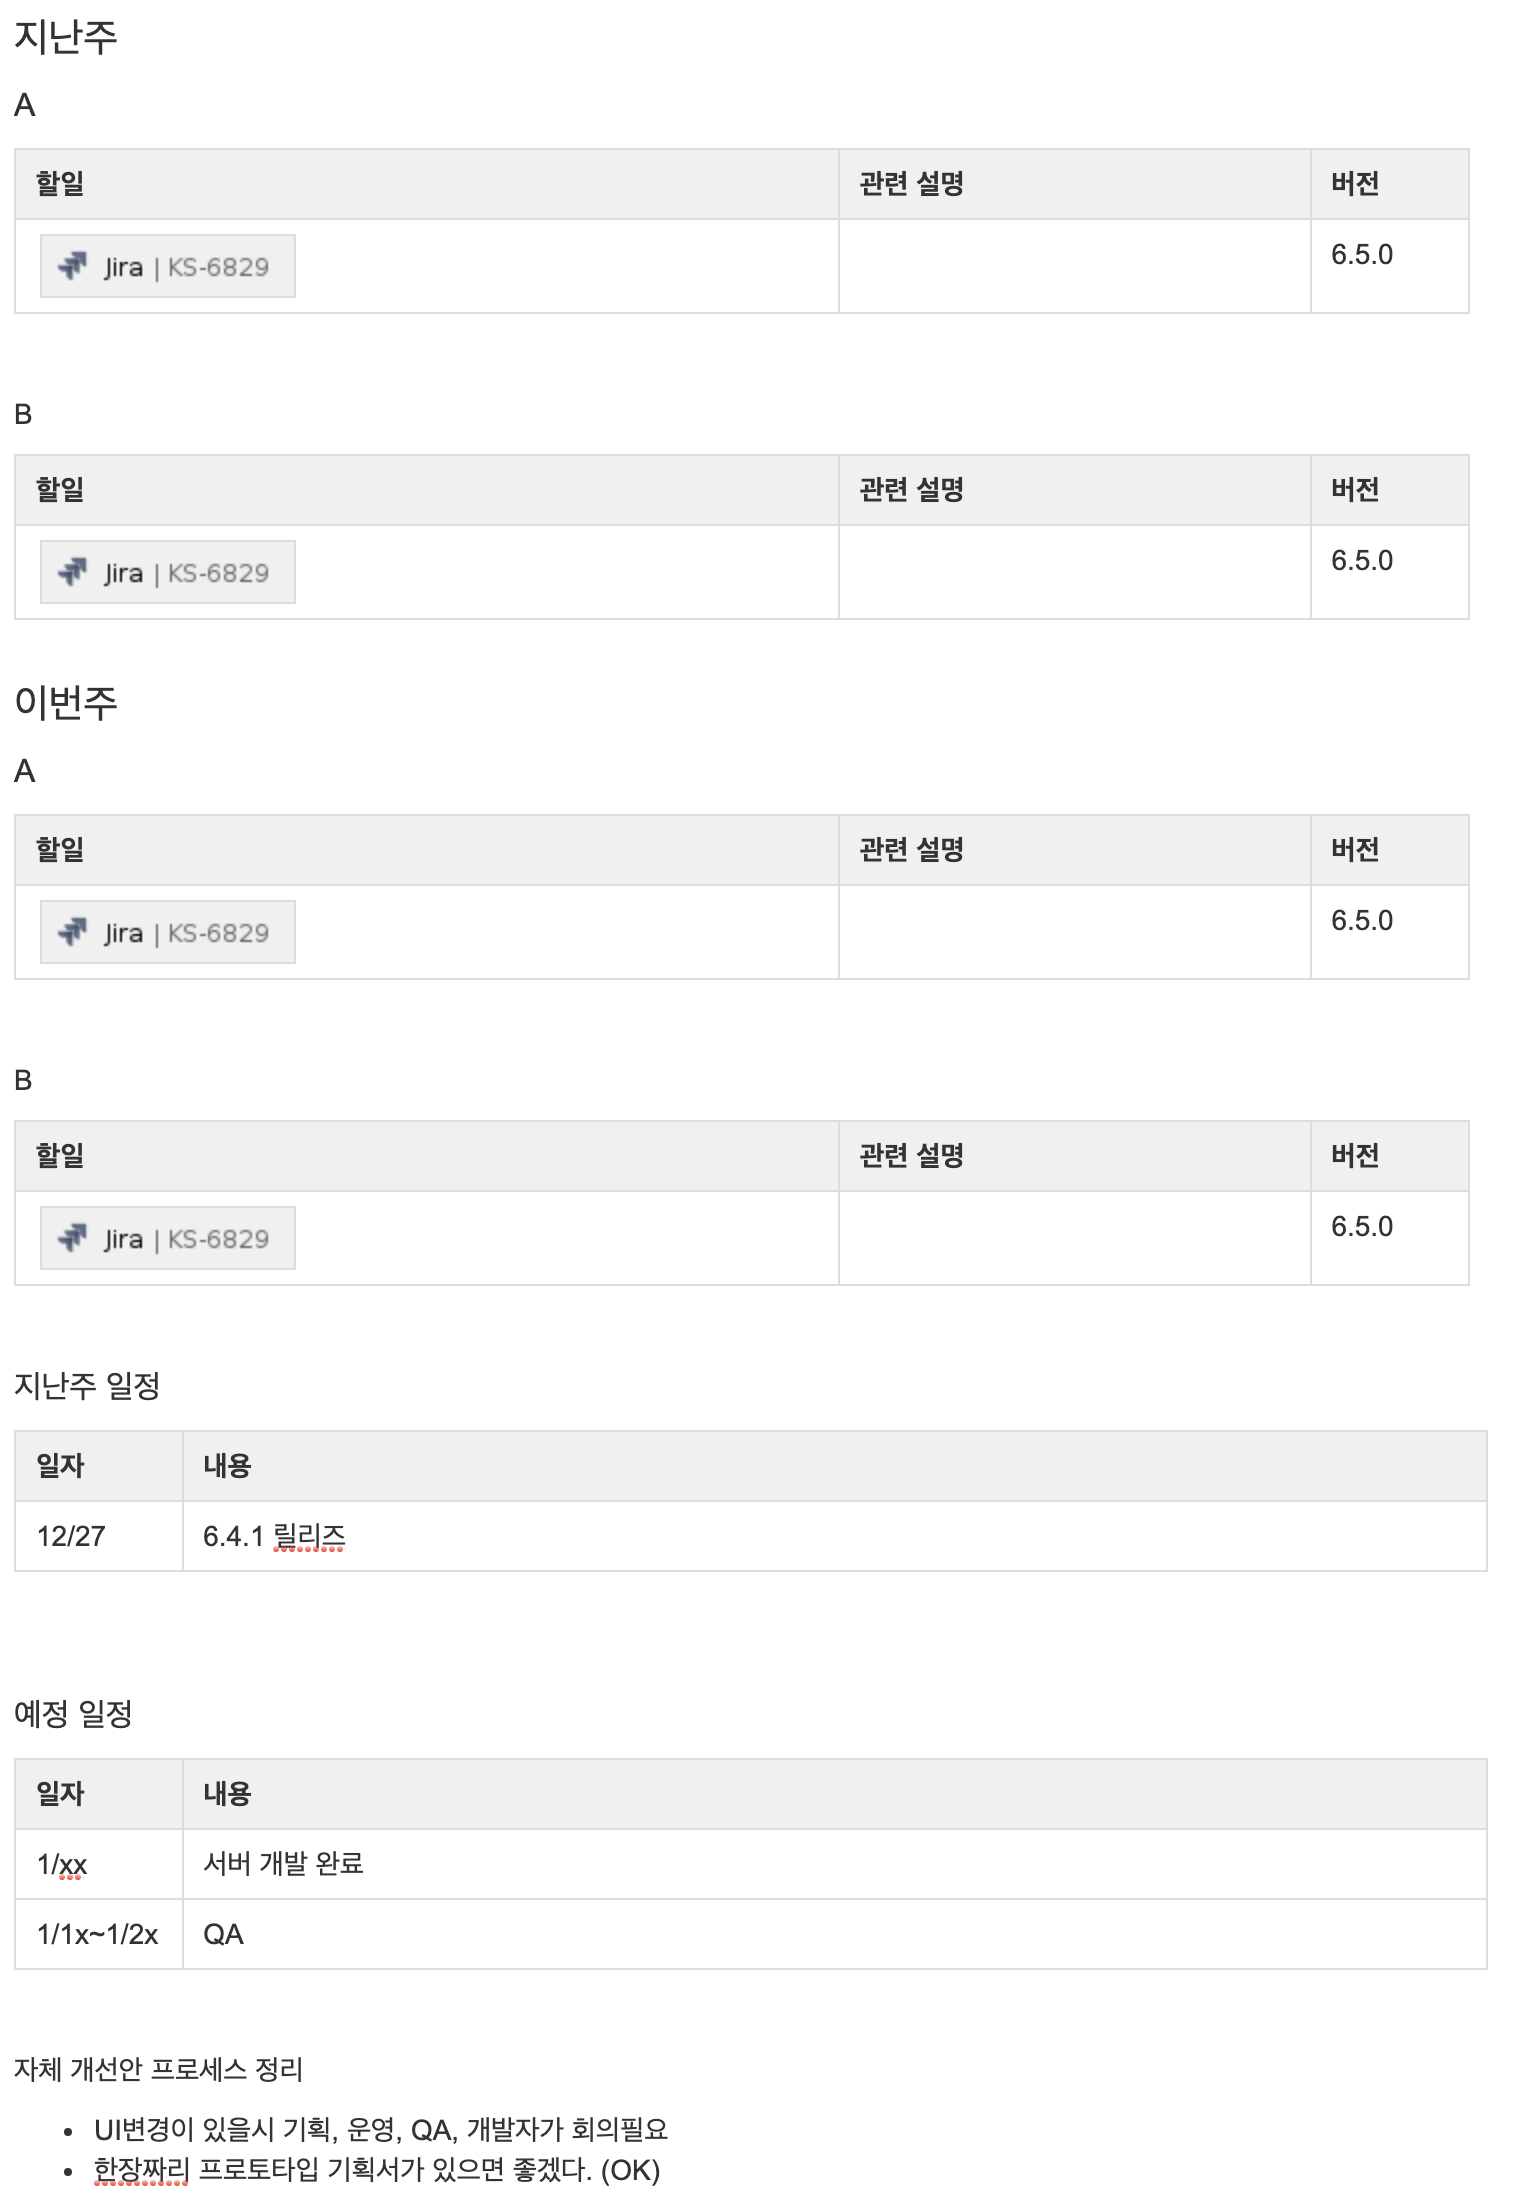 지난주
A
할일 관련 설명 버전
Jira | KS-6829 6.5.0
B
할일 관련 설명 버전
Jira | KS-6829 6.5.0
이번주
A
할일 관련 설명 버전
Jira | KS-6829 6.5.0
B
할일 관련 설명 버전
Jira | KS-6829 6.5.0
지난주 일정
일자 내용
12/27 6.4.1 릴리즈
예정 일정
일자 내용
1/xx 서버 개발 완료
1/1x~1/2x QA
자체 개선안 프로세스 정리
• UI변경이 있을시 기획, 운영, QA, 개발자가 회의필요
• 한장짜리 프로토타입 기획서가 있으면 좋겠다. (OK)